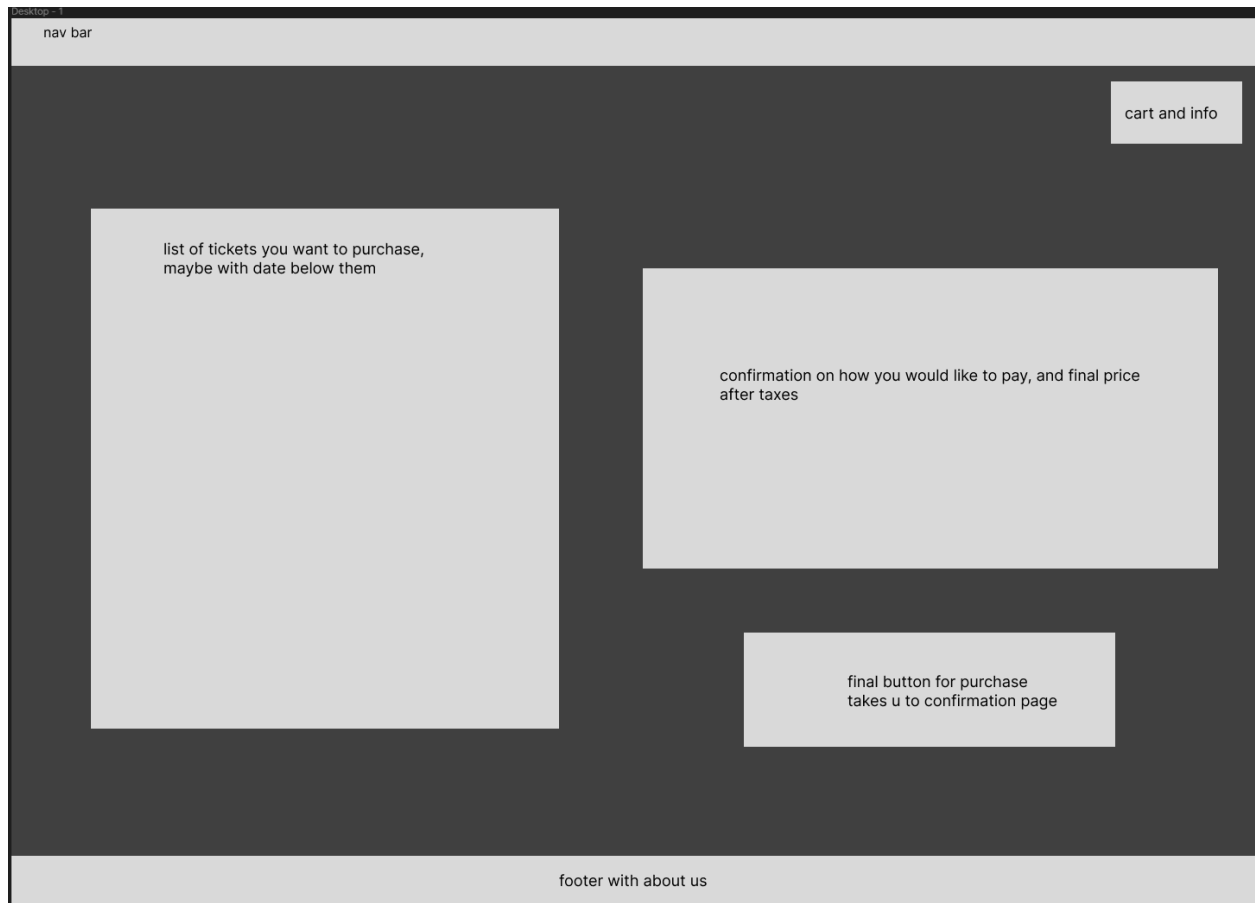 Desktop - 1
nav bar
cart and info
list of tickets you want to purchase,
maybe with date below them
confirmation on how you would like to pay, and final price
after taxes
final button for purchase
takes u to confirmation page
footer with about us